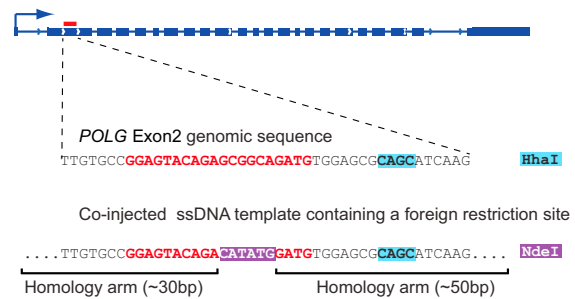 POLG Exon2 genomic sequence
TTGTGCCGGAGTACAGAGCGGCAGATGTGGAGCGCAGCATCAAG HhaI
Co-injected ssDNA template containing a foreign restriction site
....TTGTGCCGGAGTACAGACATATGGATGTGGAGCGCAGCATCAAG.... NdeI
Homology arm (~30bp) Homology arm (~50bp)